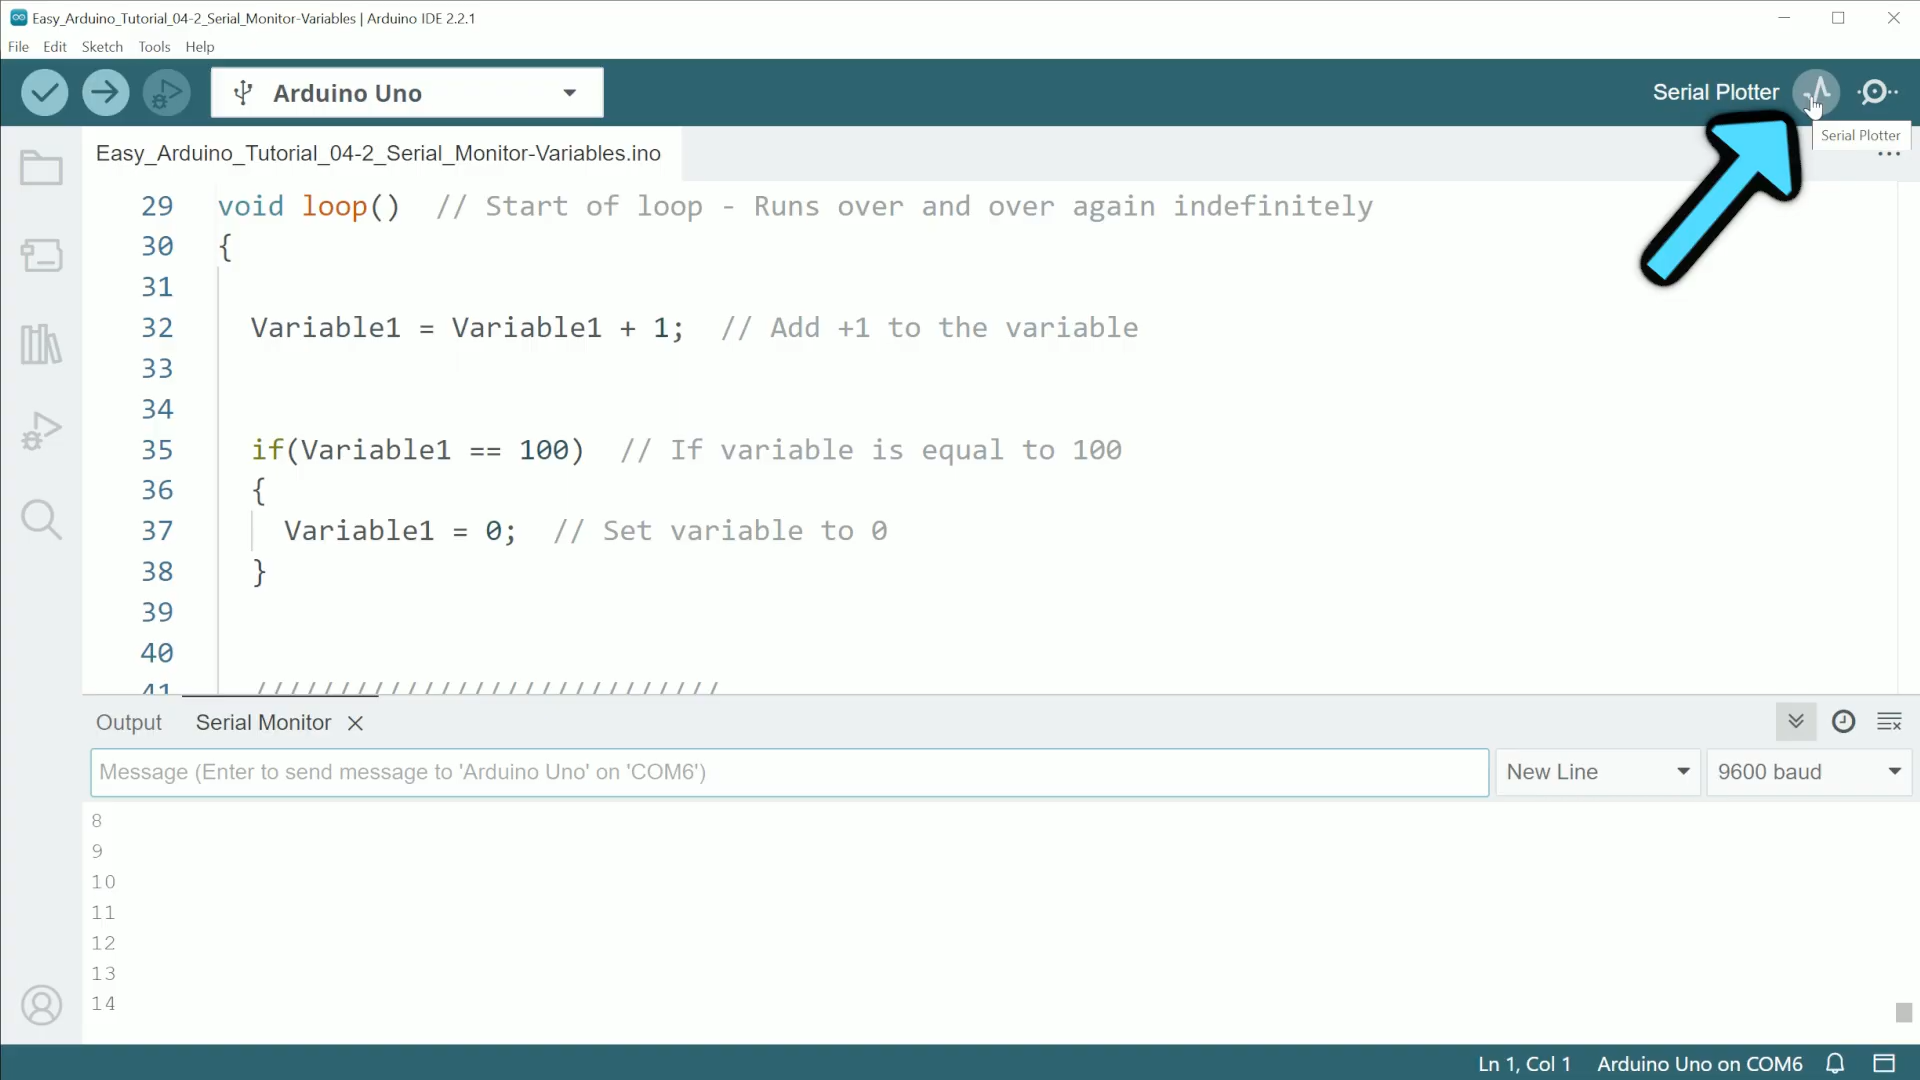 Easy_Arduino_Tutorial_04-2_Serial_Monitor-Variables | Arduino IDE 2.2.1
File Edit Sketch Tools Help
Arduino Uno
Serial Plotter
Serial Plotter
Easy_Arduino_Tutorial_04-2_Serial_Monitor-Variables.ino
29 void loop() // Start of loop - Runs over and over again indefinitely
30 {
31
32 Variable1 = Variable1 + 1; // Add +1 to the variable
33
34
35 if(Variable1 == 100) // If variable is equal to 100
36 {
37 Variable1 = 0; // Set variable to 0
38 }
39
40
41 ////////////////////////////
Output Serial Monitor
Message (Enter to send message to 'Arduino Uno' on 'COM6') New Line 9600 baud
8
9
10
11
12
13
14
Ln 1, Col 1 Arduino Uno on COM6